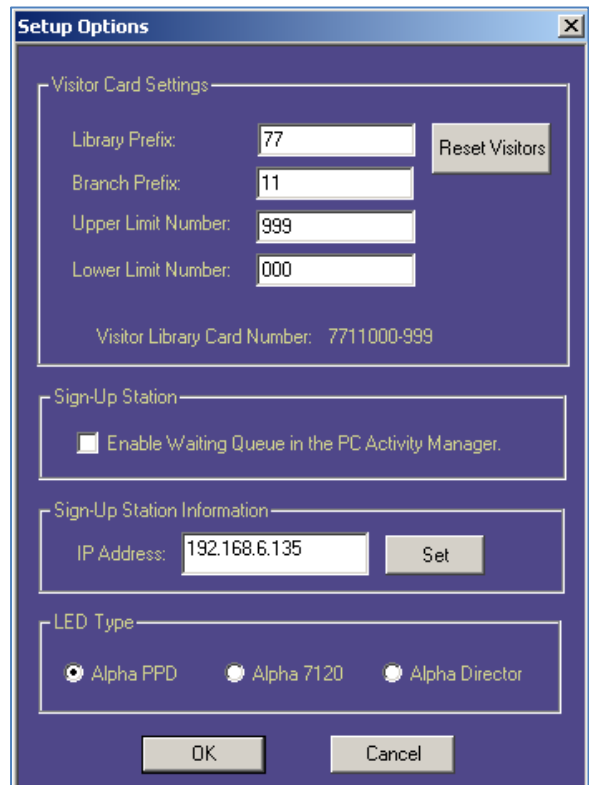 Setup Options
Visitor Card Settings
Library Prefix: 77 Reset Visitors
Branch Prefix: 11
Upper Limit Number: 999
Lower Limit Number: 000
Visitor Library Card Number: 7711000-999
Sign-Up Station
Enable Waiting Queue in the PC Activity Manager.
Sign-Up Station Information
IP Address: 192.168.6.135 Set
LED Type
Alpha PPD Alpha 7120 Alpha Director
OK Cancel